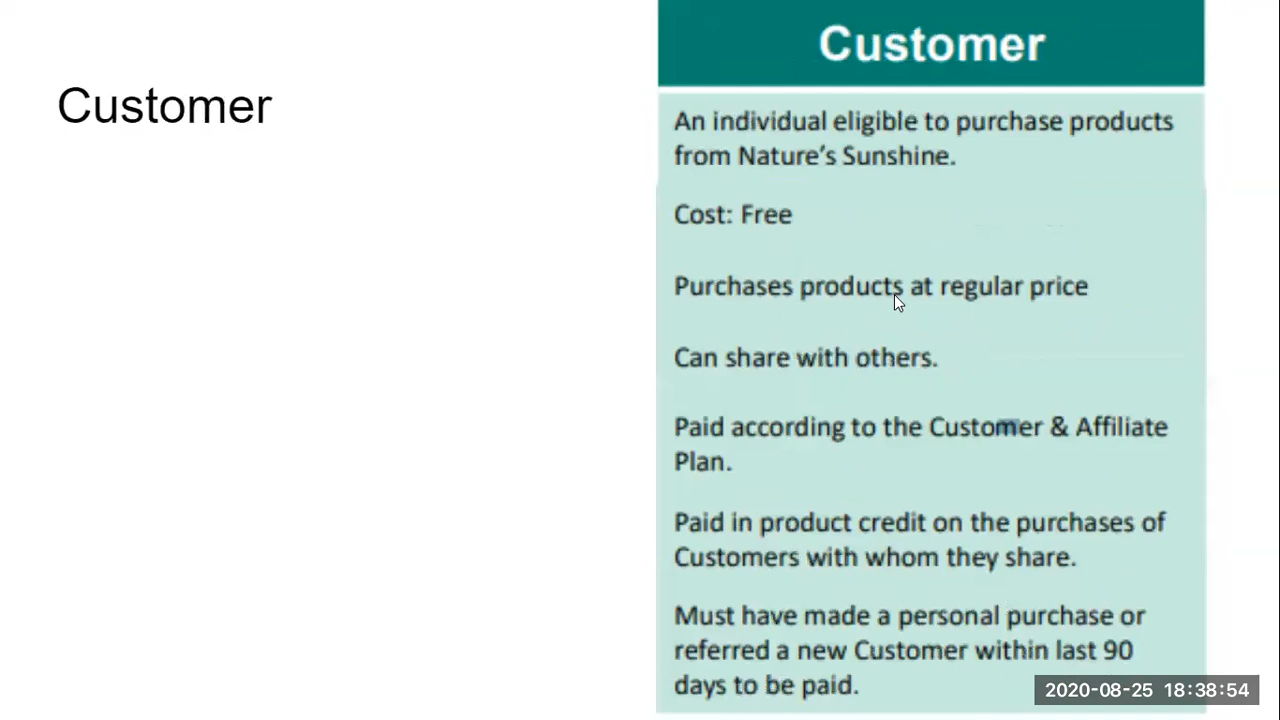 Customer
Customer
An individual eligible to purchase products
from Nature's Sunshine.
Cost: Free
Purchases products at regular price
Can share with others.
Paid according to the Customer & Affiliate
Plan.
Paid in product credit on the purchases of
Customers with whom they share.
Must have made a personal purchase or
referred a new Customer within last 90
days to be paid.
2020-08-25 18:38:54